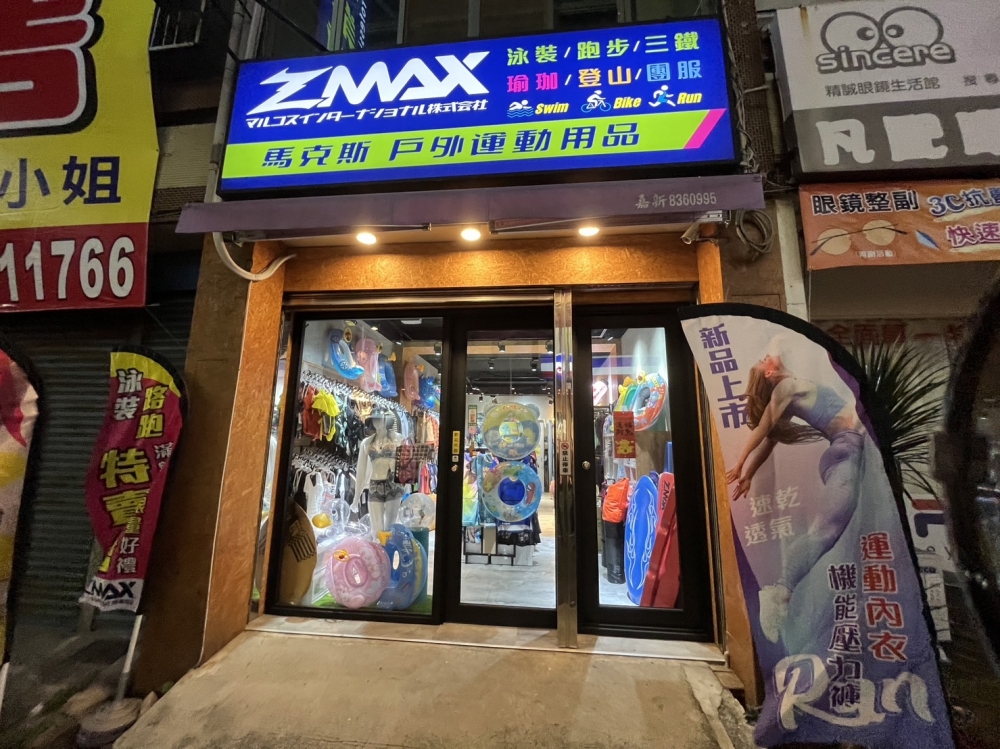 ZMAX
マルコスインターナショナル株式会社
泳裝/跑步/三鐵
瑜珈/登山/團服
Swim Bike Run
馬克斯 戶外運動用品
嘉新 8360995
小姐
11766
泳裝
路跑
特賣
好禮
ZMAX
新品上市
速乾
透氣
運動內衣
機能壓力褲
Run
sincere
精誠眼鏡生活館
眼鏡整副
3C抗
快速